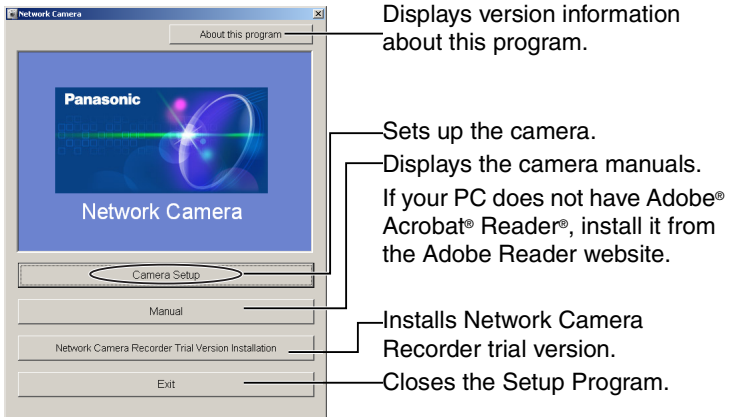 Network Camera
About this program
Panasonic
Network Camera
Camera Setup
Manual
Network Camera Recorder Trial Version Installation
Exit
Displays version information
about this program.
Sets up the camera.
Displays the camera manuals.
If your PC does not have Adobe®
Acrobat® Reader®, install it from
the Adobe Reader website.
Installs Network Camera
Recorder trial version.
Closes the Setup Program.